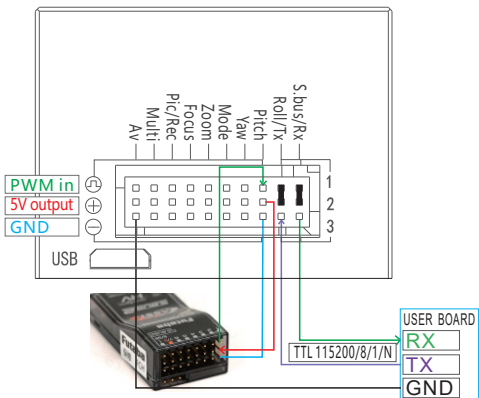 Av
Multi
Pic/Rec
Focus
Zoom
Mode
Yaw
Pitch
Roll/Tx
S.bus/Rx
PWM in
5V output
GND
1
2
3
USB
Futaba
USER BOARD
RX
TTL 115200/8/1/N
TX
GND